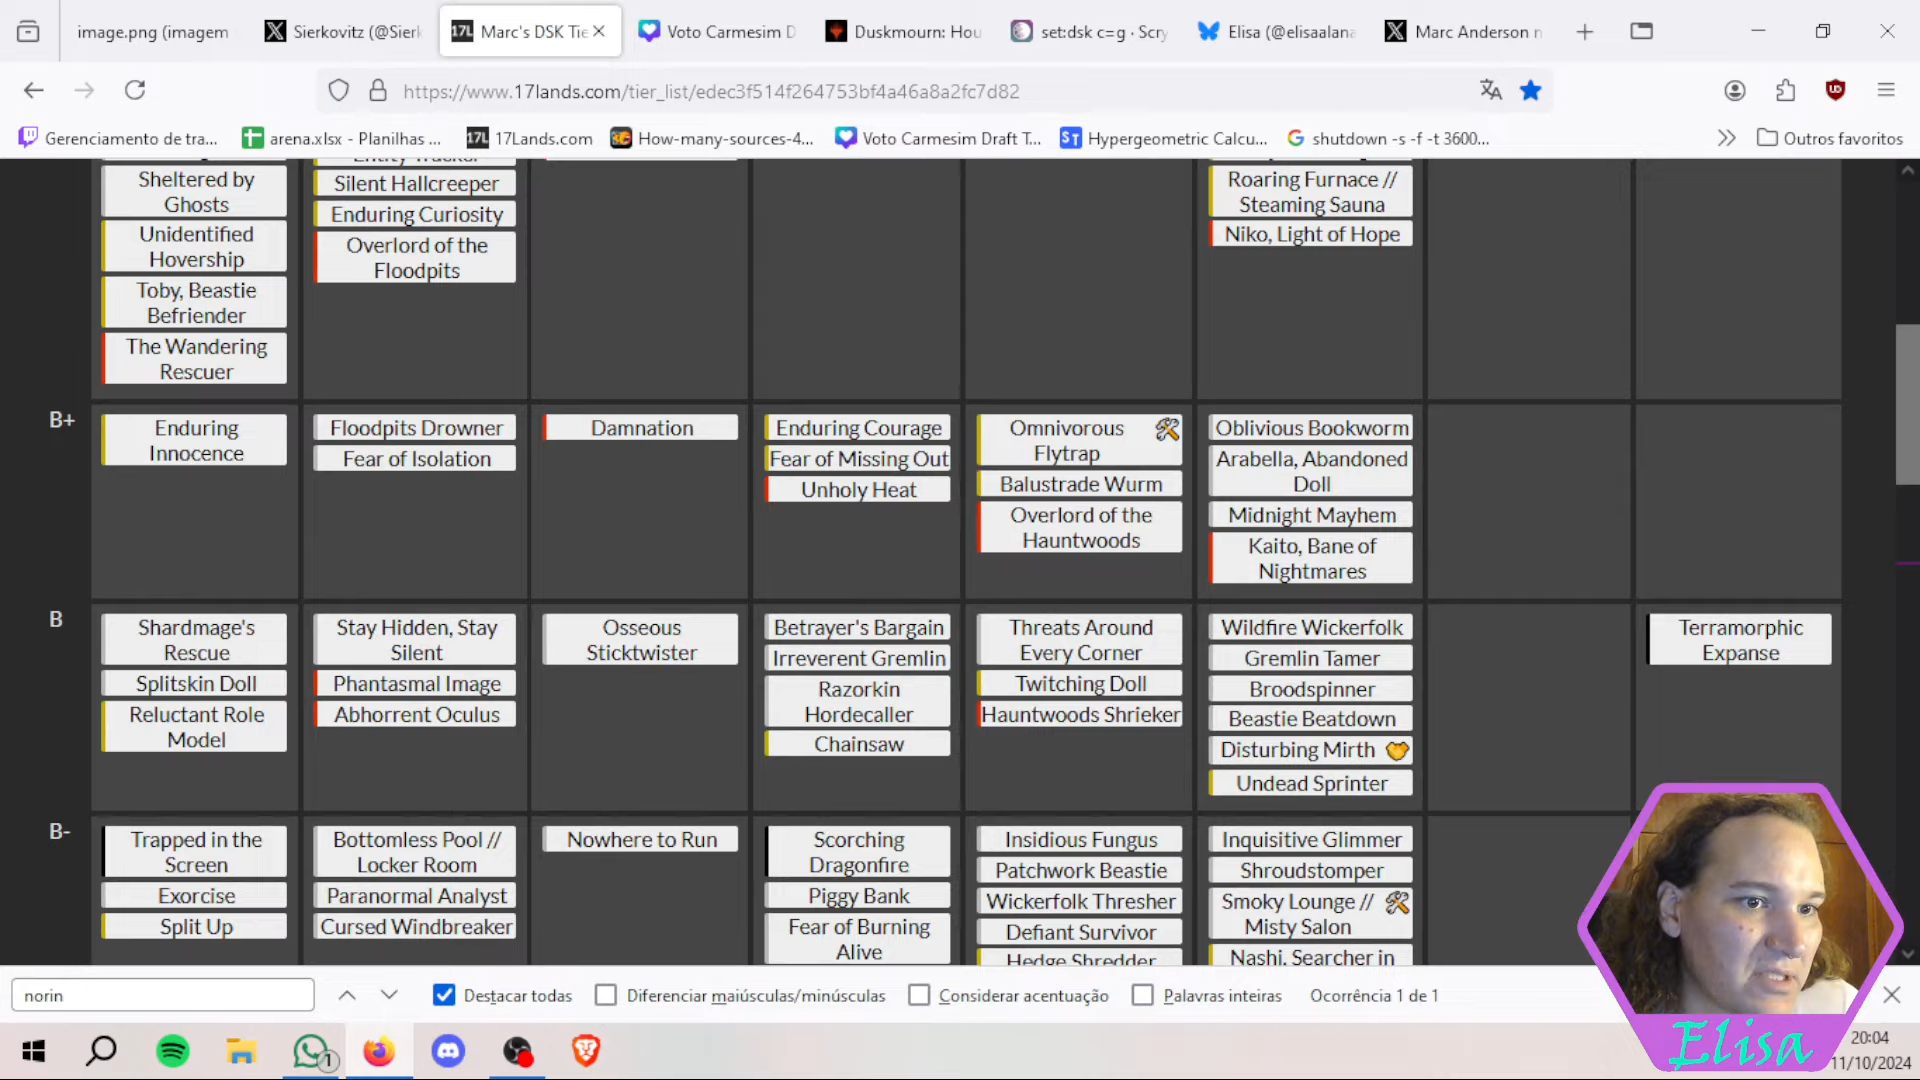 image.png (imagem
Sierkovitz (@Sierk
17L Marc's DSK Tie
Voto Carmesim D
Duskmourn: Hou
set:dsk c=g · Scry
Elisa (@elisaalana
Marc Anderson n
https://www.17lands.com/tier_list/edec3f514f264753bf4a46a8a2fc7d82
Gerenciamento de tra...
arena.xlsx - Planilhas ...
17L 17Lands.com
How-many-sources-4...
Voto Carmesim Draft T...
ST Hypergeometric Calcu...
shutdown -s -f -t 3600...
Outros favoritos
Sheltered by
Ghosts
Unidentified
Hovership
Toby, Beastie
Befriender
The Wandering
Rescuer
Silent Hallcreeper
Enduring Curiosity
Overlord of the
Floodpits
Roaring Furnace //
Steaming Sauna
Niko, Light of Hope
B+
Enduring
Innocence
Floodpits Drowner
Fear of Isolation
Damnation
Enduring Courage
Fear of Missing Out
Unholy Heat
Omnivorous
Flytrap
Balustrade Wurm
Overlord of the
Hauntwoods
Oblivious Bookworm
Arabella, Abandoned
Doll
Midnight Mayhem
Kaito, Bane of
Nightmares
B
Shardmage's
Rescue
Splitskin Doll
Reluctant Role
Model
Stay Hidden, Stay
Silent
Phantasmal Image
Abhorrent Oculus
Osseous
Sticktwister
Betrayer's Bargain
Irreverent Gremlin
Razorkin
Hordecaller
Chainsaw
Threats Around
Every Corner
Twitching Doll
Hauntwoods Shrieker
Wildfire Wickerfolk
Gremlin Tamer
Broodspinner
Beastie Beatdown
Disturbing Mirth
Undead Sprinter
Terramorphic
Expanse
B-
Trapped in the
Screen
Exorcise
Split Up
Bottomless Pool //
Locker Room
Paranormal Analyst
Cursed Windbreaker
Nowhere to Run
Scorching
Dragonfire
Piggy Bank
Fear of Burning
Alive
Insidious Fungus
Patchwork Beastie
Wickerfolk Thresher
Defiant Survivor
Hedge Shredder
Inquisitive Glimmer
Shroudstomper
Smoky Lounge //
Misty Salon
Nashi, Searcher in
norin
Destacar todas
Diferenciar maiúsculas/minúsculas
Considerar acentuação
Palavras inteiras
Ocorrência 1 de 1
1
Elisa
20:04
11/10/2024